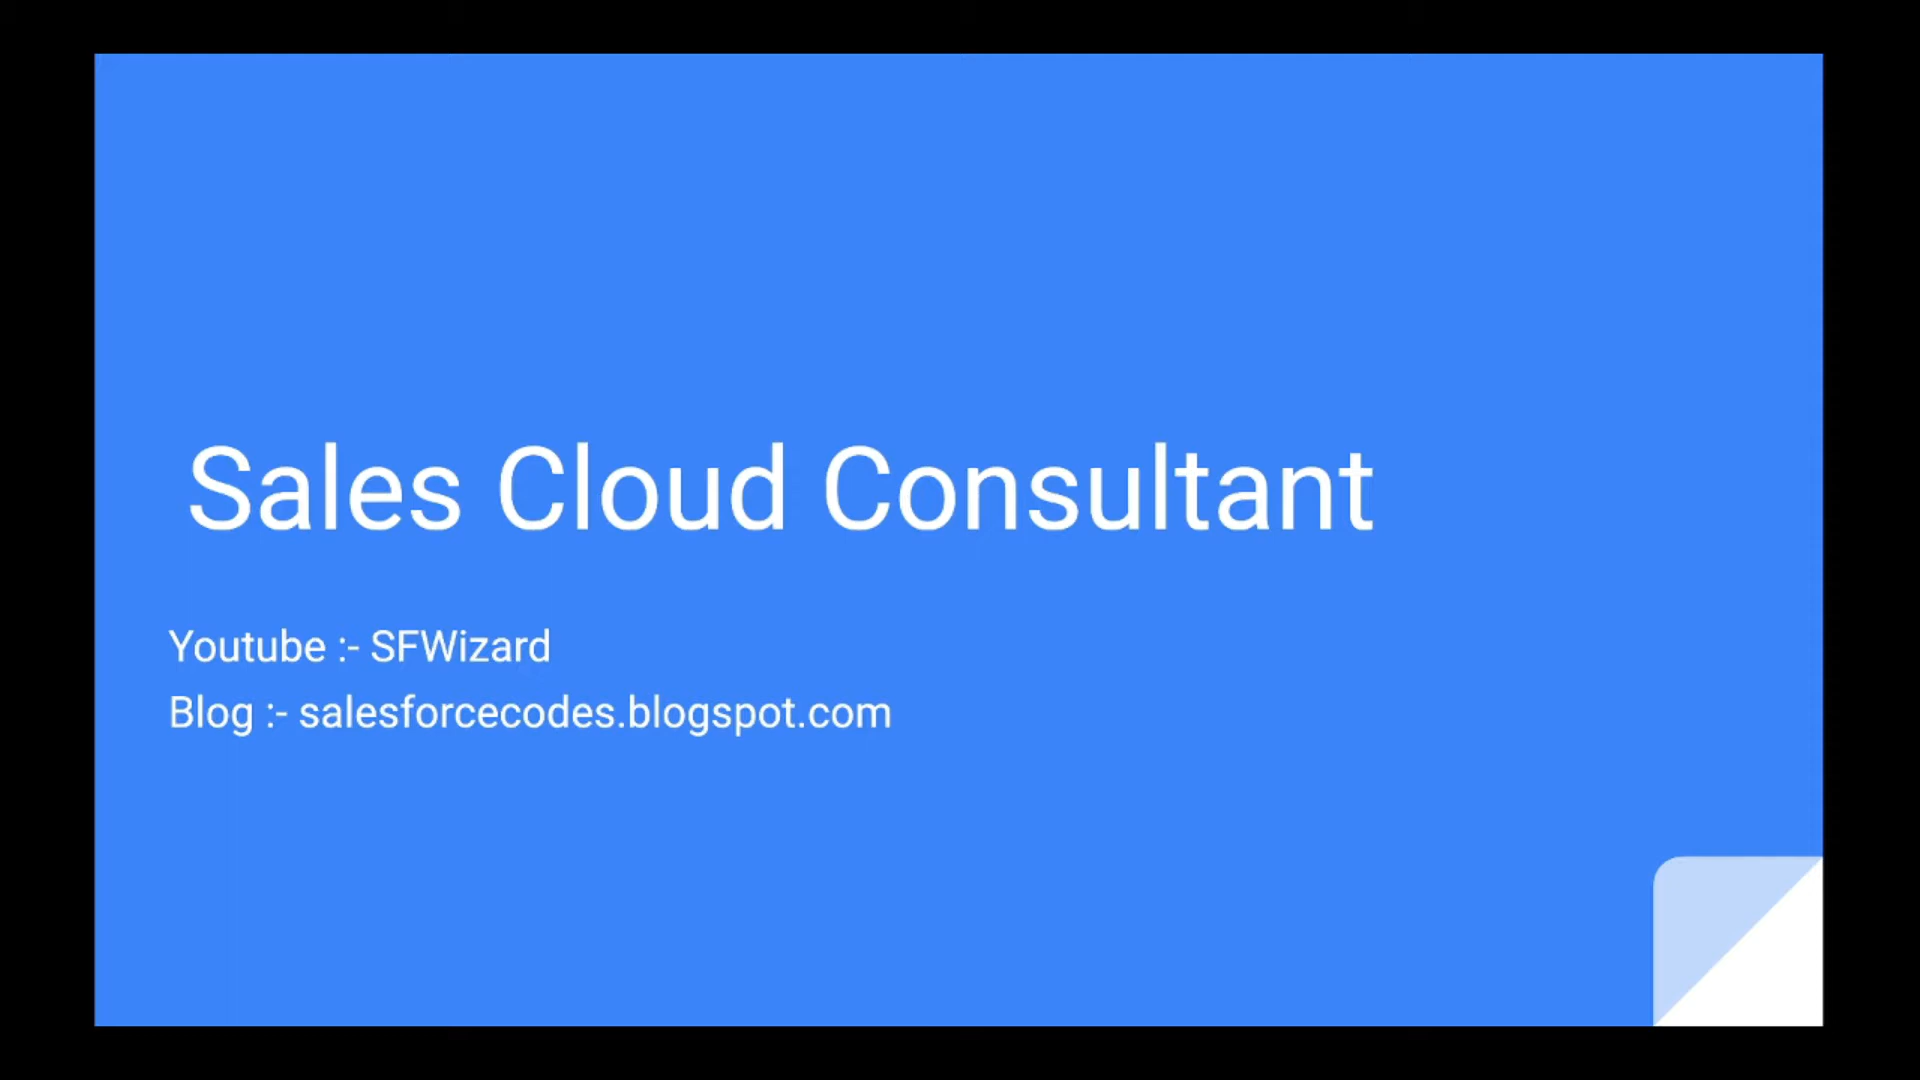 Sales Cloud Consultant
Youtube :- SFWizard
Blog :- salesforcecodes.blogspot.com